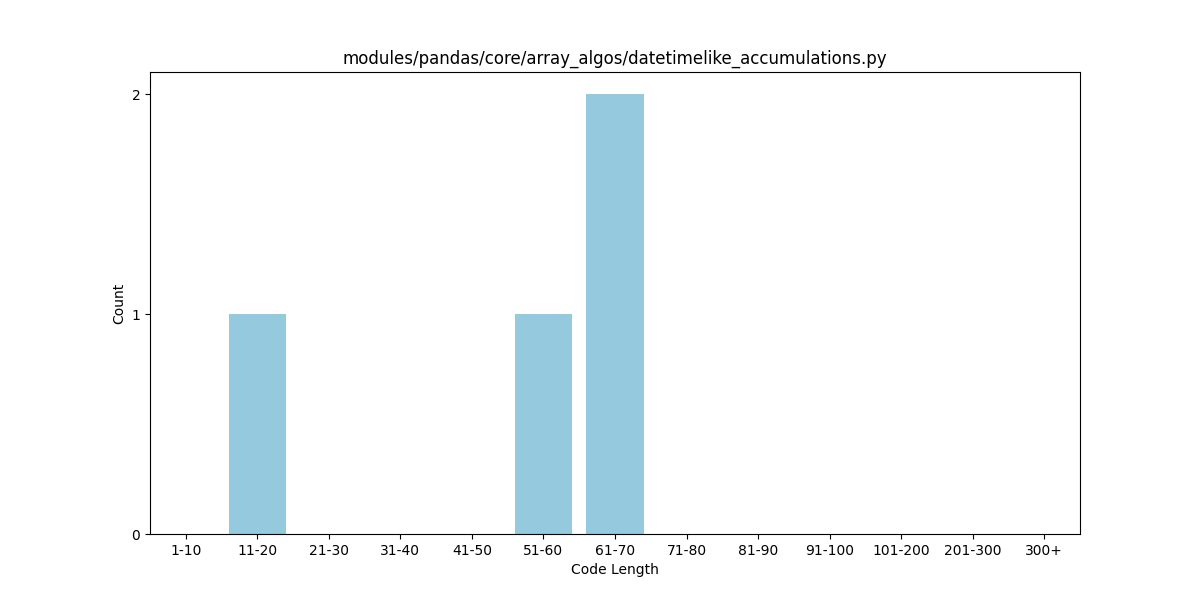 modules/pandas/core/array_algos/datetimelike_accumulations.py
2
1
0
Count
1-10 11-20 21-30 31-40 41-50 51-60 61-70 71-80 81-90 91-100 101-200 201-300 300+
Code Length